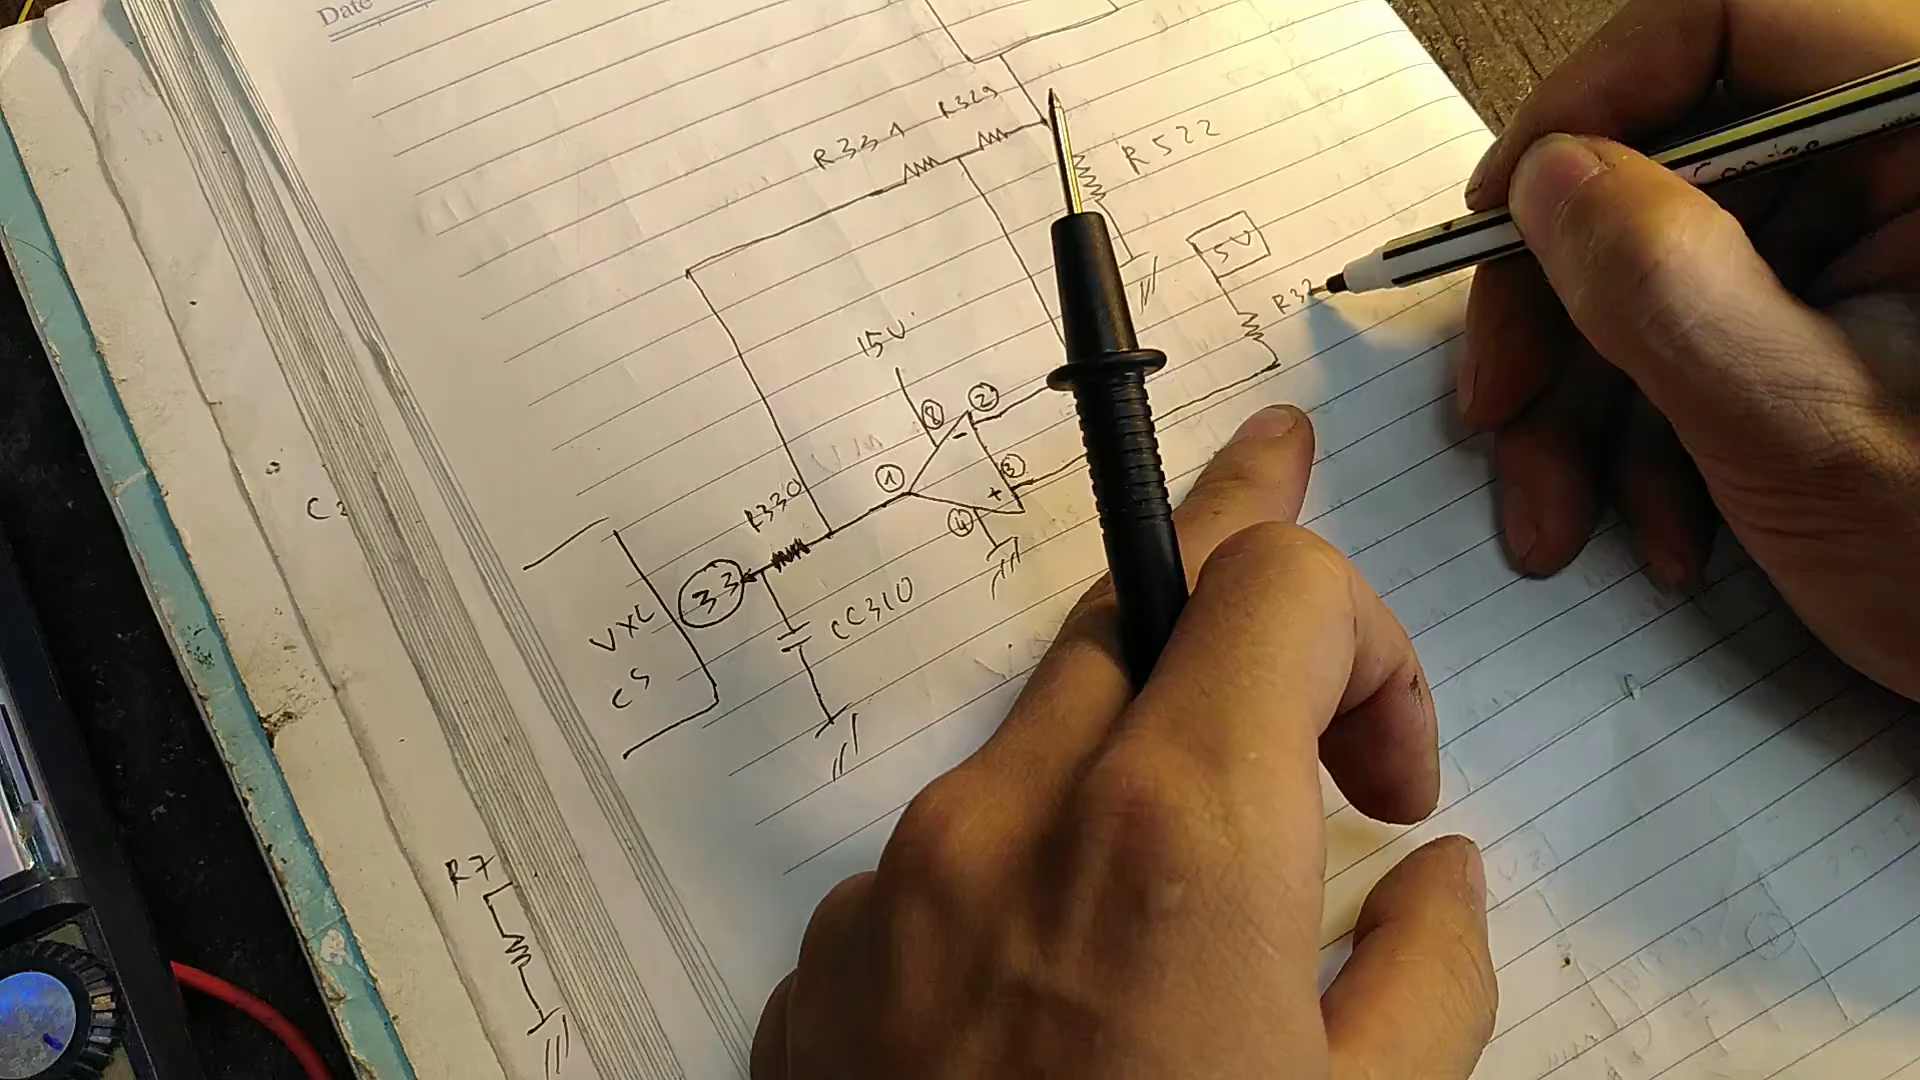 Date
R331
R329
R522
5V
R32
15V
8
2
-
1
3
+
4
R330
33
CC310
VXL
CS
R7